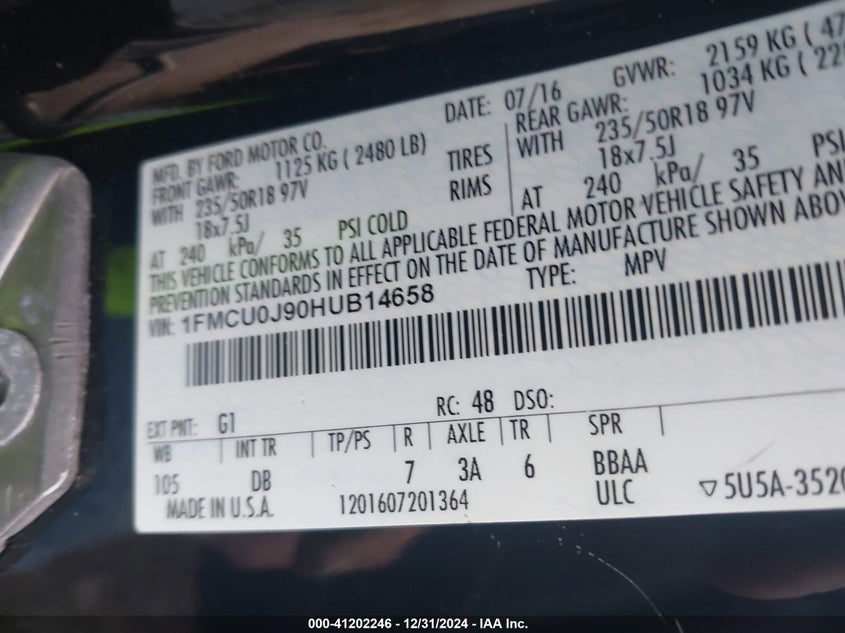 MFD. BY FORD MOTOR CO.
DATE: 07/16
GVWR: 2159 KG ( 47
FRONT GAWR: 1125 KG ( 2480 LB)
REAR GAWR: 1034 KG ( 22
WITH 235/50R18 97V TIRES WITH 235/50R18 97V
18x7.5J RIMS 18x7.5J
AT 240 kPa/ 35 PSI COLD AT 240 kPa/ 35 PSI
THIS VEHICLE CONFORMS TO ALL APPLICABLE FEDERAL MOTOR VEHICLE SAFETY AN
PREVENTION STANDARDS IN EFFECT ON THE DATE OF MANUFACTURE SHOWN ABOV
VIN: 1FMCU0J90HUB14658 TYPE: MPV
EXT PNT: G1 RC: 48 DSO:
WB INT TR TP/PS R AXLE TR SPR
105 DB 7 3A 6 BBAA
MADE IN U.S.A. 1201607201364 ULC ▽5U5A-3520
000-41202246 - 12/31/2024 - IAA Inc.